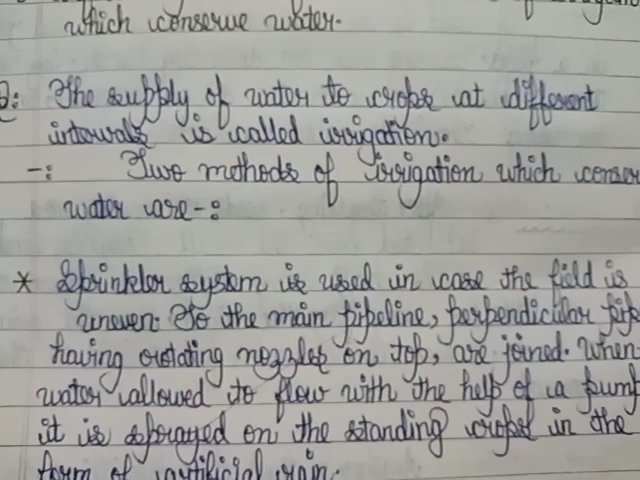 which conserve water.
The supply of water to crops at different
intervals is called irrigation.
-: Two methods of irrigation which conser
water are -:
* Sprinkler system is used in case the field is
uneven. To the main pipeline, perpendicular pip
having rotating nozzles on top, are joined. When
water allowed to flow with the help of a pump
it is sprayed on the standing crops in the
form of artificial rain.